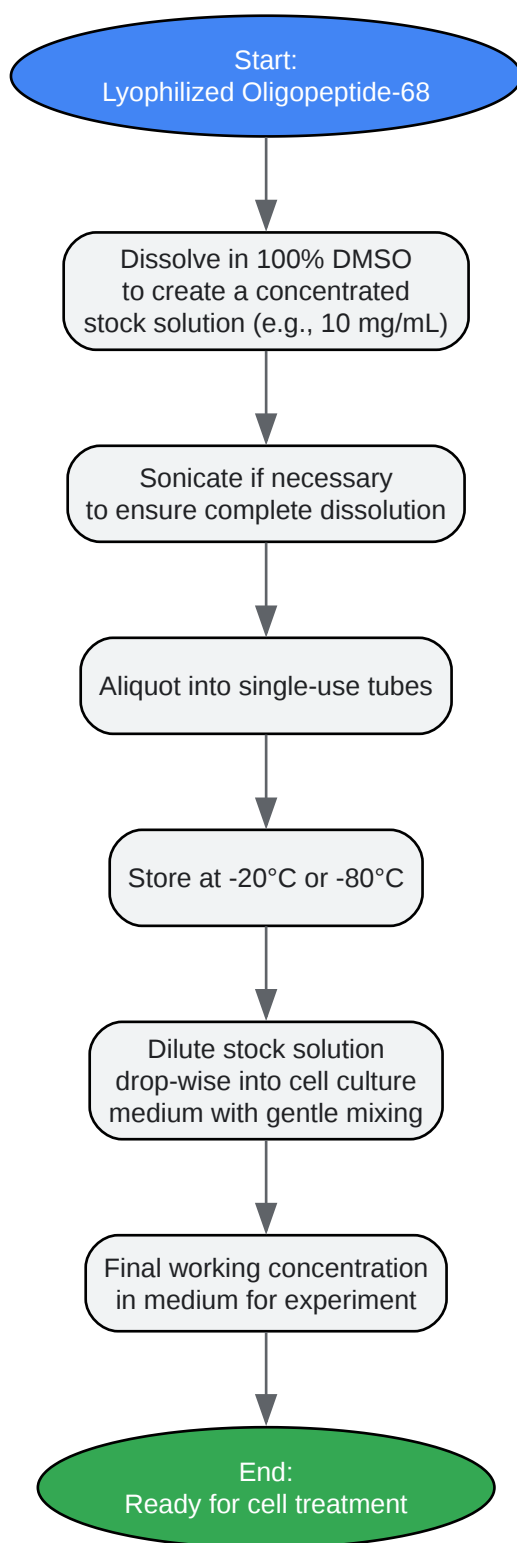 Start:
Lyophilized Oligopeptide-68
Dissolve in 100% DMSO
to create a concentrated
stock solution (e.g., 10 mg/mL)
Sonicate if necessary
to ensure complete dissolution
Aliquot into single-use tubes
Store at -20°C or -80°C
Dilute stock solution
drop-wise into cell culture
medium with gentle mixing
Final working concentration
in medium for experiment
End:
Ready for cell treatment